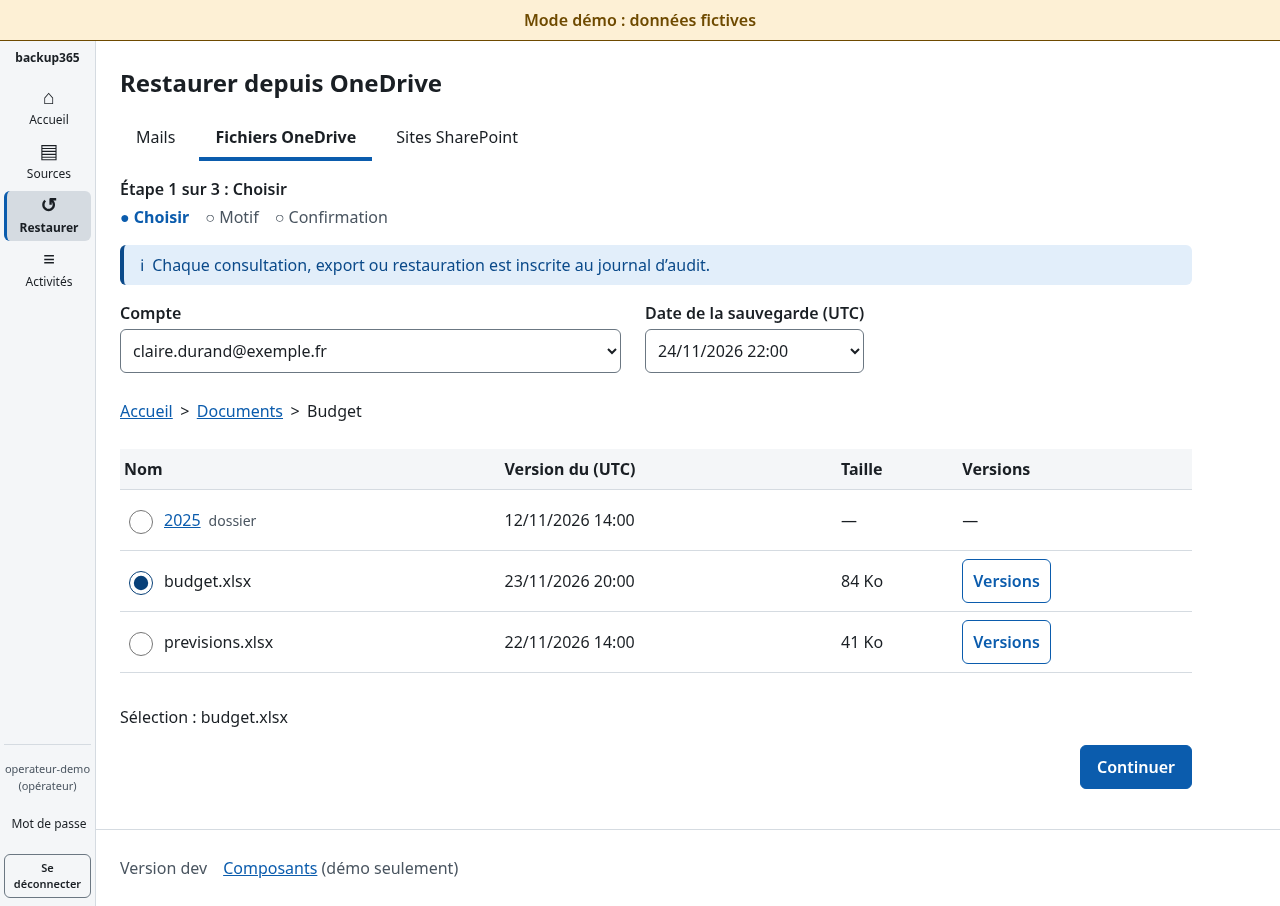 Mode démo : données fictives
backup365
Accueil
Sources
Restaurer
Activités
operateur-demo
(opérateur)
Mot de passe
Se
déconnecter
Restaurer depuis OneDrive
Mails Fichiers OneDrive Sites SharePoint
Étape 1 sur 3 : Choisir
● Choisir ○ Motif ○ Confirmation
i Chaque consultation, export ou restauration est inscrite au journal d’audit.
Compte Date de la sauvegarde (UTC)
claire.durand@exemple.fr 24/11/2026 22:00
Accueil > Documents > Budget
Nom Version du (UTC) Taille Versions
2025 dossier 12/11/2026 14:00 — —
budget.xlsx 23/11/2026 20:00 84 Ko Versions
previsions.xlsx 22/11/2026 14:00 41 Ko Versions
Sélection : budget.xlsx
Continuer
Version dev Composants (démo seulement)